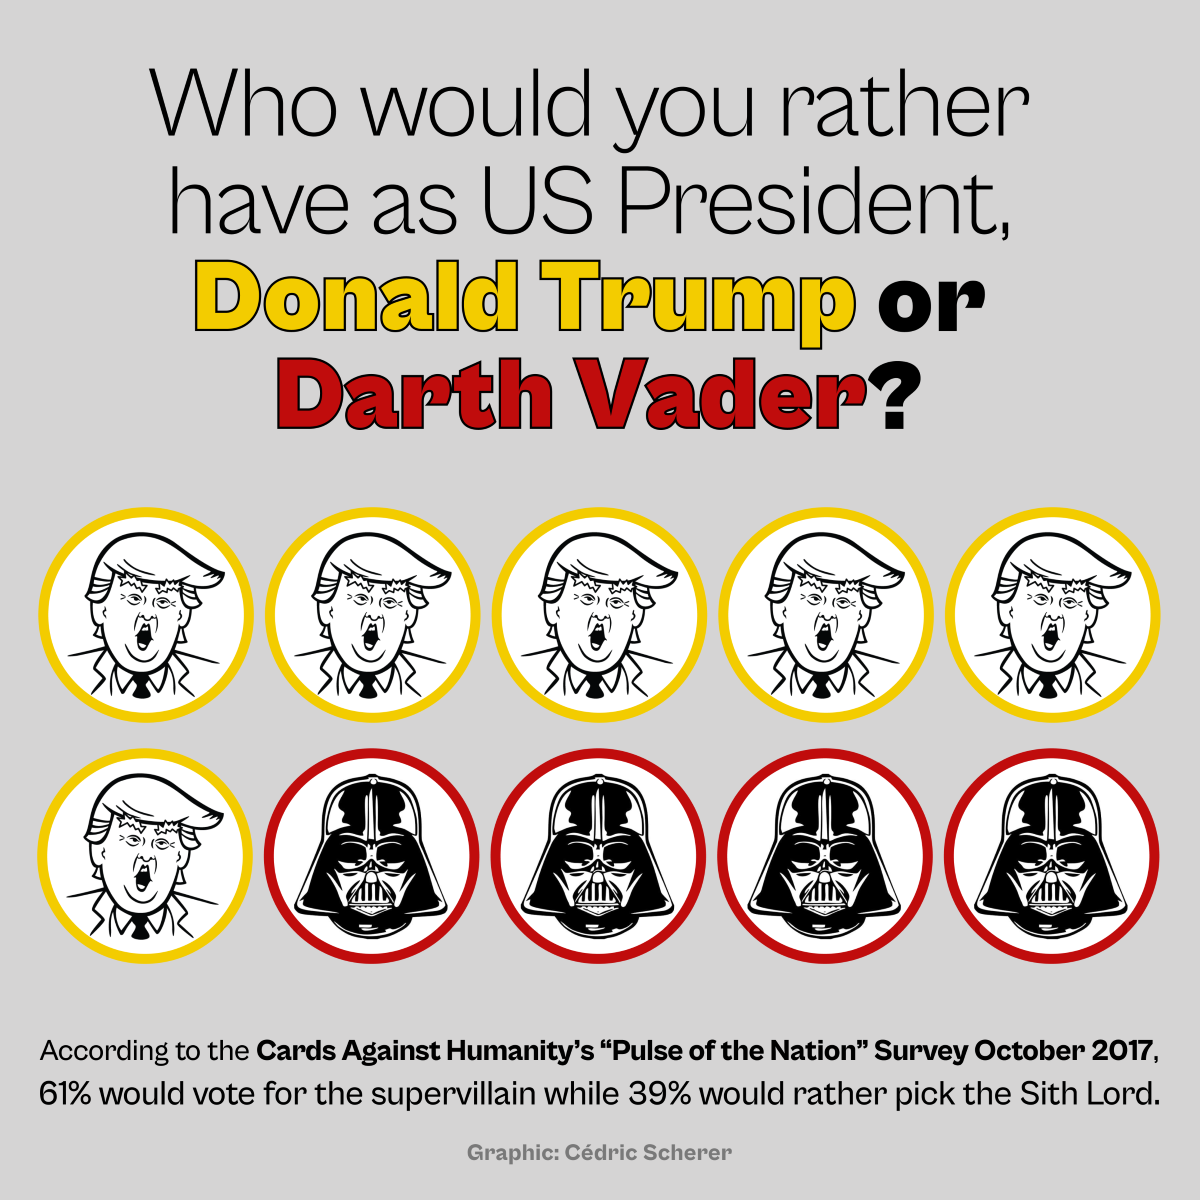 Who would you rather
have as US President,
Donald Trump or
Darth Vader?
According to the Cards Against Humanity’s “Pulse of the Nation” Survey October 2017,
61% would vote for the supervillain while 39% would rather pick the Sith Lord.
Graphic: Cédric Scherer